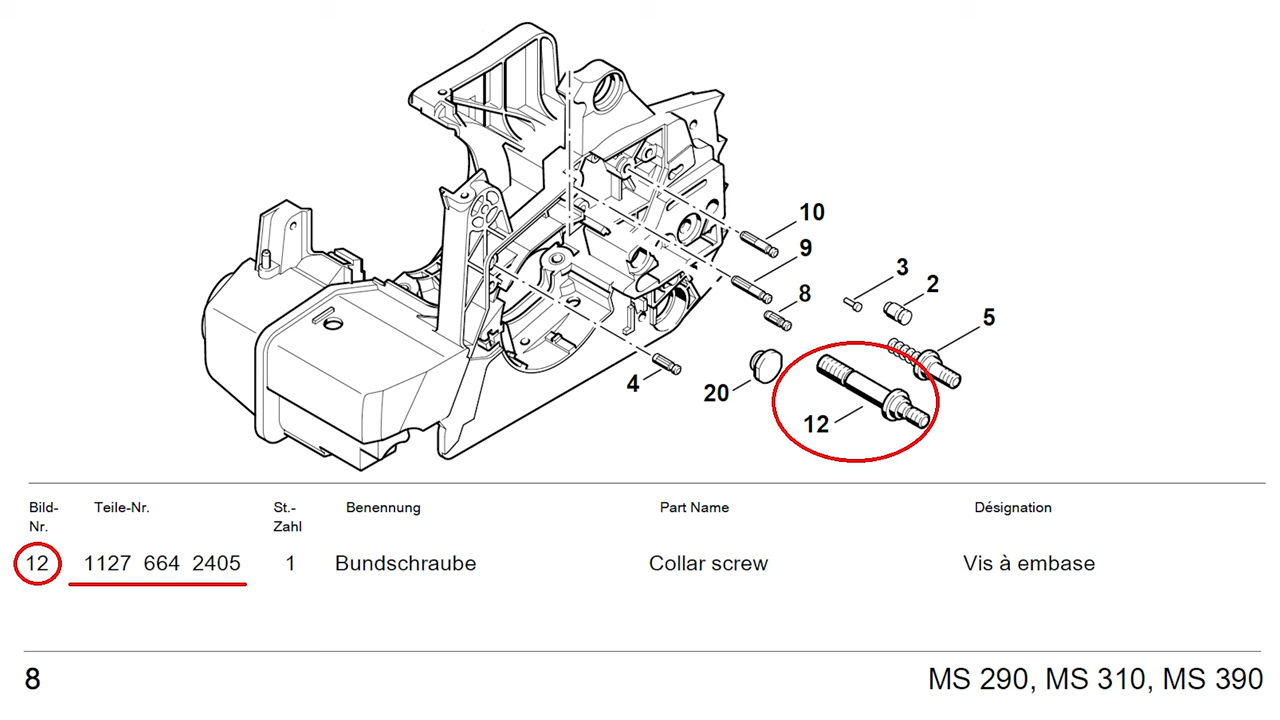 10
9
3
2
8
5
4
20
12
Bild-
Nr.
Teile-Nr.
St.-
Zahl
Benennung
Part Name
Désignation
12 1127 664 2405 1 Bundschraube Collar screw Vis à embase
8 MS 290, MS 310, MS 390